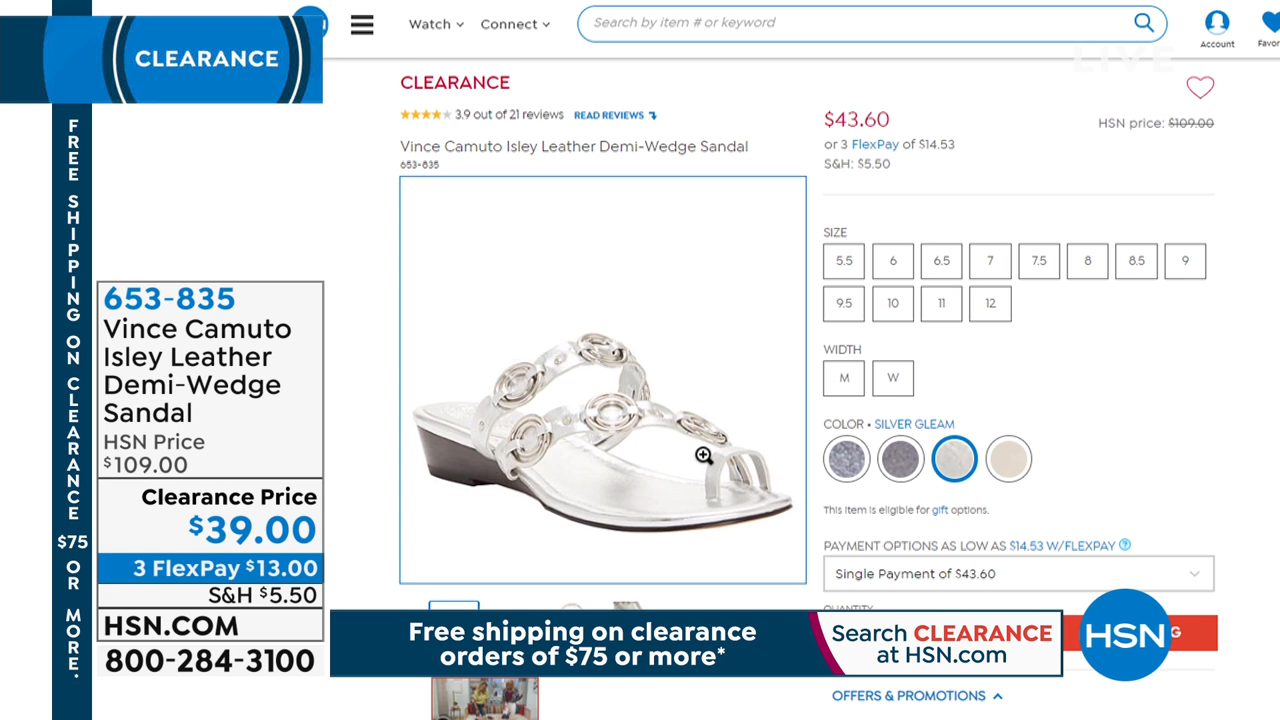 CLEARANCE
FREE SHIPPING ON CLEARANCE $75 OR MORE.
653-835
Vince Camuto
Isley Leather
Demi-Wedge
Sandal
HSN Price
$109.00
Clearance Price
$39.00
3 FlexPay $13.00
S&H $5.50
HSN.COM
800-284-3100
Watch
Connect
Search by item # or keyword
Account
LIVE
CLEARANCE
3.9 out of 21 reviews READ REVIEWS
Vince Camuto Isley Leather Demi-Wedge Sandal
653-835
$43.60
HSN price: $109.00
or 3 FlexPay of $14.53
S&H: $5.50
SIZE
5.5 6 6.5 7 7.5 8 8.5 9
9.5 10 11 12
WIDTH
M W
COLOR • SILVER GLEAM
This item is eligible for gift options.
PAYMENT OPTIONS AS LOW AS $14.53 W/FLEXPAY
Single Payment of $43.60
QUANTITY
Free shipping on clearance
orders of $75 or more*
Search CLEARANCE
at HSN.com
HSN
OFFERS & PROMOTIONS